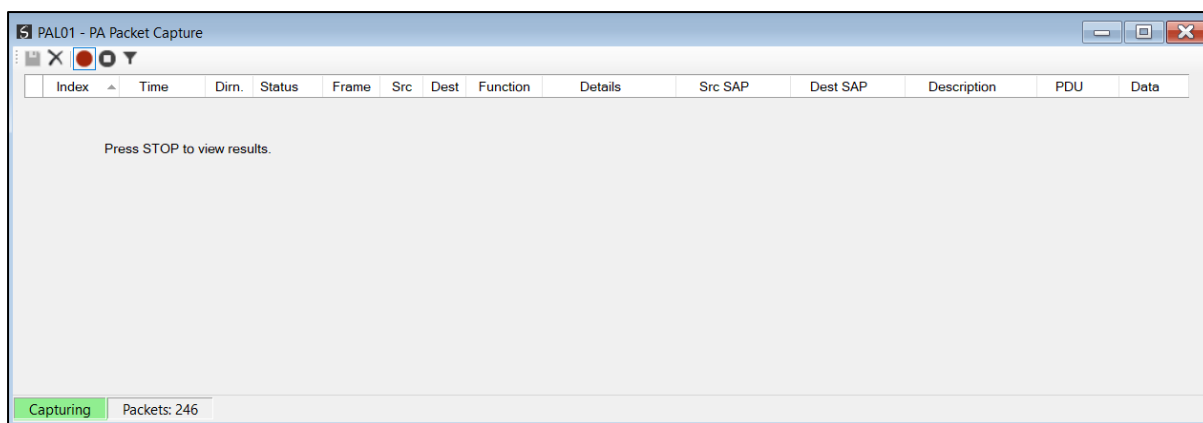 PAL01 - PA Packet Capture
Index Time Dirn. Status Frame Src Dest Function Details Src SAP Dest SAP Description PDU Data
Press STOP to view results.
Capturing Packets: 246